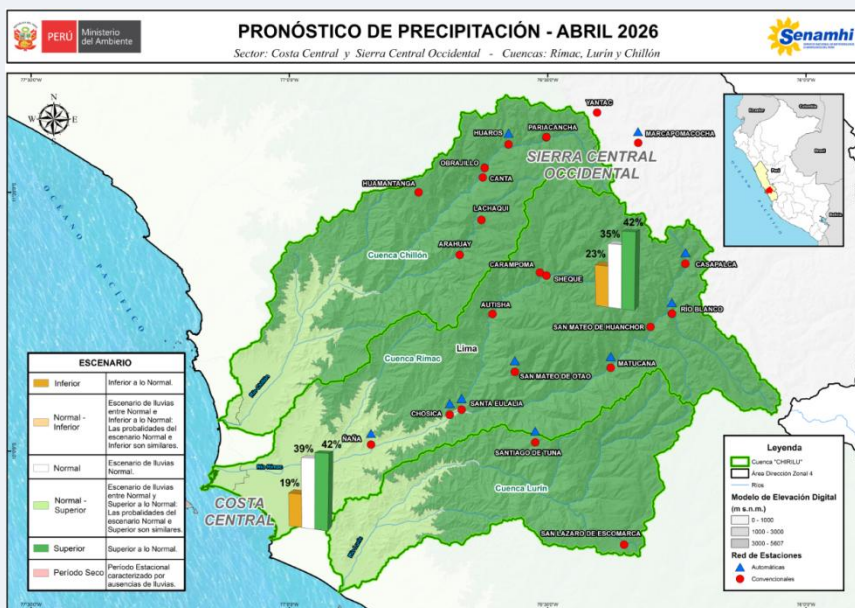 PERÚ
Ministerio
del Ambiente
PRONÓSTICO DE PRECIPITACIÓN - ABRIL 2026
Sector: Costa Central y Sierra Central Occidental - Cuencas: Rímac, Lurín y Chillón
Senamhi
N
W E
S
YANTAC
HUAROS
PARIACANCHA
MARCAPOMACOCHA
SIERRA CENTRAL
OCCIDENTAL
OBRAJILLO
CANTA
HUAMANTANGA
LACHAQUI
ARAHUAY
Cuenca Chillón
CARAMPOMA
SHEQUE
23%
35%
42%
CASAPALCA
RÍO BLANCO
AUTISHA
SAN MATEO DE HUANCHOR
Lima
Cuenca Rimac
SAN MATEO DE OTAO
MATUCANA
CHOSICA
SANTA EULALIA
ÑAÑA
SANTIAGO DE TUNA
Cuenca Lurín
SAN LAZARO DE ESCOMARCA
19%
39%
42%
COSTA
CENTRAL
OCÉANO PACÍFICO
ESCENARIO
Inferior
Inferior a lo Normal.
Normal -
Inferior
Escenario de lluvias
entre Normal e
Inferior a lo Normal:
Las probalidades del
escenario Normal e
Inferior son similares.
Normal
Escenario de lluvias
Normal.
Normal -
Superior
Escenario de lluvias
entre Normal y
Superior a lo Normal:
Las probalidades del
escenario Normal e
Superior son similares.
Superior
Superior a lo Normal.
Período Seco
Período Estacional
caracterizado por
ausencias de lluvias.
Leyenda
Cuenca "CHIRILU"
Área Dirección Zonal 4
Ríos
Modelo de Elevación Digital
(m s.n.m.)
0 - 1000
1000 - 3000
3000 - 5607
Red de Estaciones
Automáticas
Convencionales